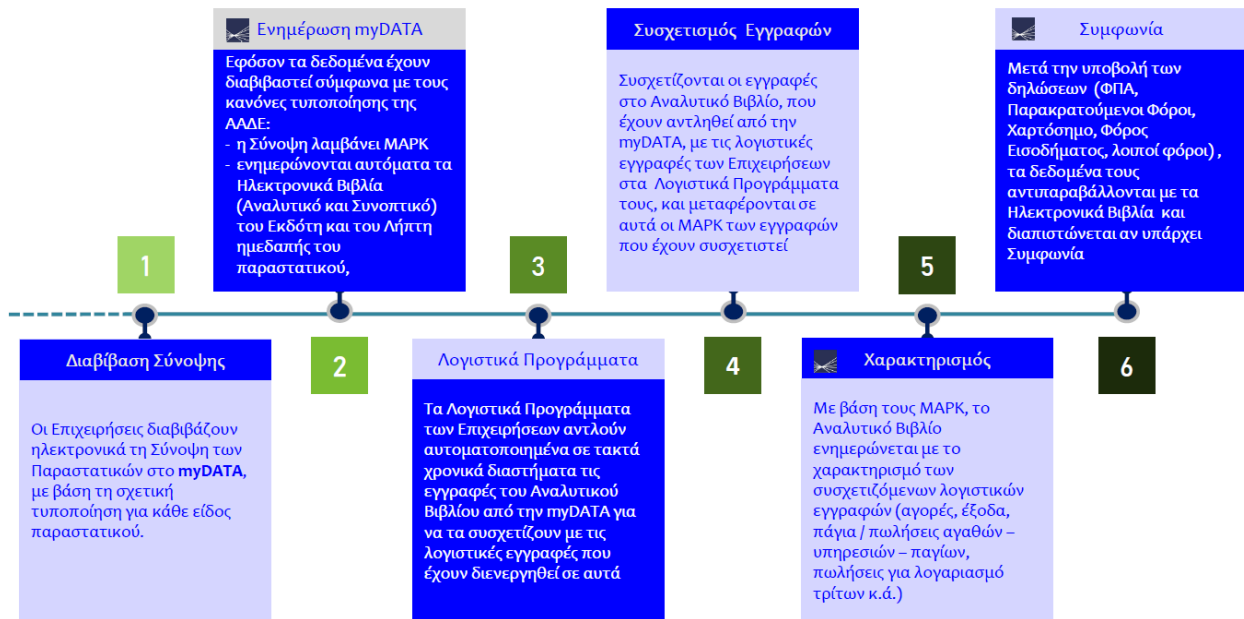 1
Διαβίβαση Σύνοψης
Οι Επιχειρήσεις διαβιβάζουν
ηλεκτρονικά τη Σύνοψη των
Παραστατικών στο myDATA,
με βάση τη σχετική
τυποποίηση για κάθε είδος
παραστατικού.
2
Ενημέρωση myDATA
Εφόσον τα δεδομένα έχουν
διαβιβαστεί σύμφωνα με τους
κανόνες τυποποίησης της
ΑΑΔΕ:
- η Σύνοψη λαμβάνει ΜΑΡΚ
- ενημερώνονται αυτόματα τα
Ηλεκτρονικά Βιβλία
(Αναλυτικό και Συνοπτικό)
του Εκδότη και του Λήπτη
ημεδαπής του
παραστατικού,
3
Λογιστικά Προγράμματα
Τα Λογιστικά Προγράμματα
των Επιχειρήσεων αντλούν
αυτοματοποιημένα σε τακτά
χρονικά διαστήματα τις
εγγραφές του Αναλυτικού
Βιβλίου από την myDATA για
να τα συσχετίζουν με τις
λογιστικές εγγραφές που
έχουν διενεργηθεί σε αυτά
4
Συσχετισμός Εγγραφών
Συσχετίζονται οι εγγραφές
στο Αναλυτικό Βιβλίο, που
έχουν αντληθεί από την
myDATA, με τις λογιστικές
εγγραφές των Επιχειρήσεων
στα Λογιστικά Προγράμματα
τους, και μεταφέρονται σε
αυτά οι ΜΑΡΚ των εγγραφών
που έχουν συσχετιστεί
5
Χαρακτηρισμός
Με βάση τους ΜΑΡΚ, το
Αναλυτικό Βιβλίο
ενημερώνεται με το
χαρακτηρισμό των
συσχετιζόμενων λογιστικών
εγγραφών (αγορές, έξοδα,
πάγια / πωλήσεις αγαθών –
υπηρεσιών – παγίων,
πωλήσεις για λογαριασμό
τρίτων κ.ά.)
6
Συμφωνία
Μετά την υποβολή των
δηλώσεων (ΦΠΑ,
Παρακρατούμενοι Φόροι,
Χαρτόσημο, Φόρος
Εισοδήματος, λοιποί φόροι) ,
τα δεδομένα τους
αντιπαραβάλλονται με τα
Ηλεκτρονικά Βιβλία και
διαπιστώνεται αν υπάρχει
Συμφωνία